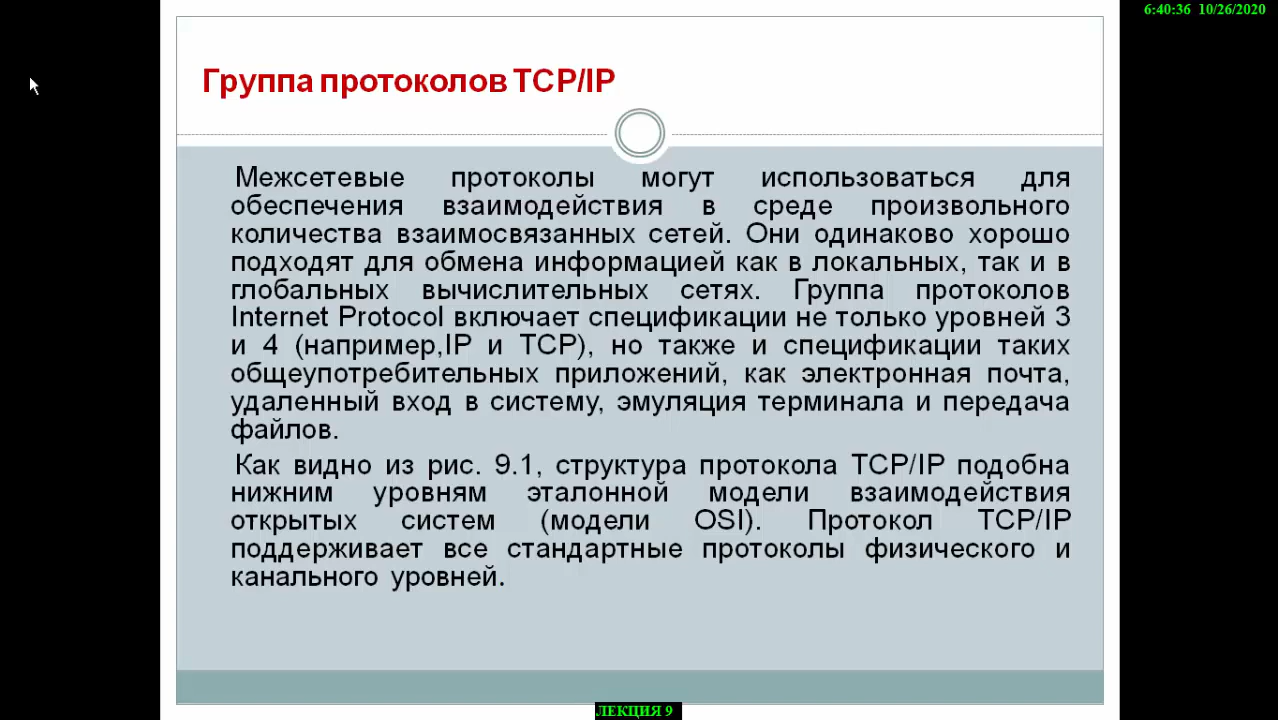 6:40:36 10/26/2020
Группа протоколов TCP/IP
Межсетевые протоколы могут использоваться для
обеспечения взаимодействия в среде произвольного
количества взаимосвязанных сетей. Они одинаково хорошо
подходят для обмена информацией как в локальных, так и в
глобальных вычислительных сетях. Группа протоколов
Internet Protocol включает спецификации не только уровней 3
и 4 (например,IP и TCP), но также и спецификации таких
общеупотребительных приложений, как электронная почта,
удаленный вход в систему, эмуляция терминала и передача
файлов.
Как видно из рис. 9.1, структура протокола TCP/IP подобна
нижним уровням эталонной модели взаимодействия
открытых систем (модели OSI). Протокол TCP/IP
поддерживает все стандартные протоколы физического и
канального уровней.
ЛЕКЦИЯ 9